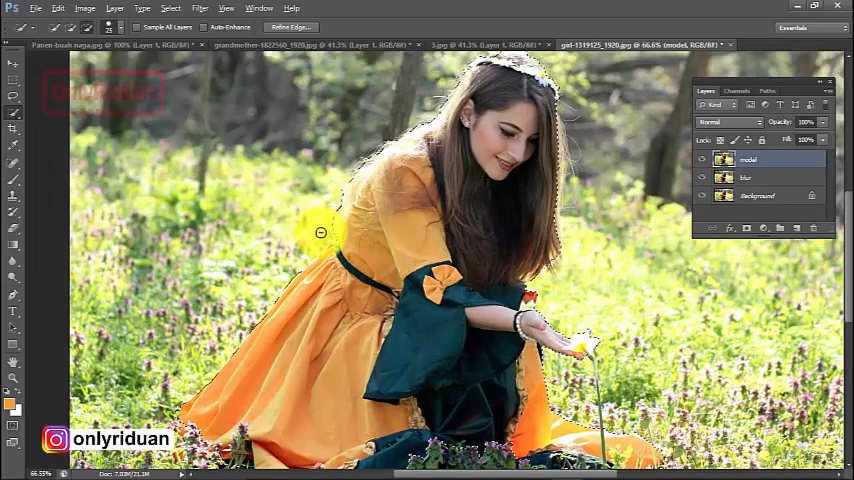 Ps File Edit Image Layer Type Select Filter View Window Help
25 Sample All Layers Auto-Enhance Refine Edge... Essentials
Panen-buah naga.jpg @ 100% (Layer 1, RGB/8#) * × grandmother-1822560_1920.jpg @ 41.3% (Layer 1, RGB/8#) * × 3.jpg @ 41.3% (Layer 1, RGB/8#) * × girl-1319125_1920.jpg @ 66.6% (model, RGB/8#) * ×
OnlyRiduan
Layers Channels Paths
Kind
Normal Opacity: 100%
Lock: Fill: 100%
model
blur
Background
onlyriduan
66.55% Doc: 7.03M/21.1M